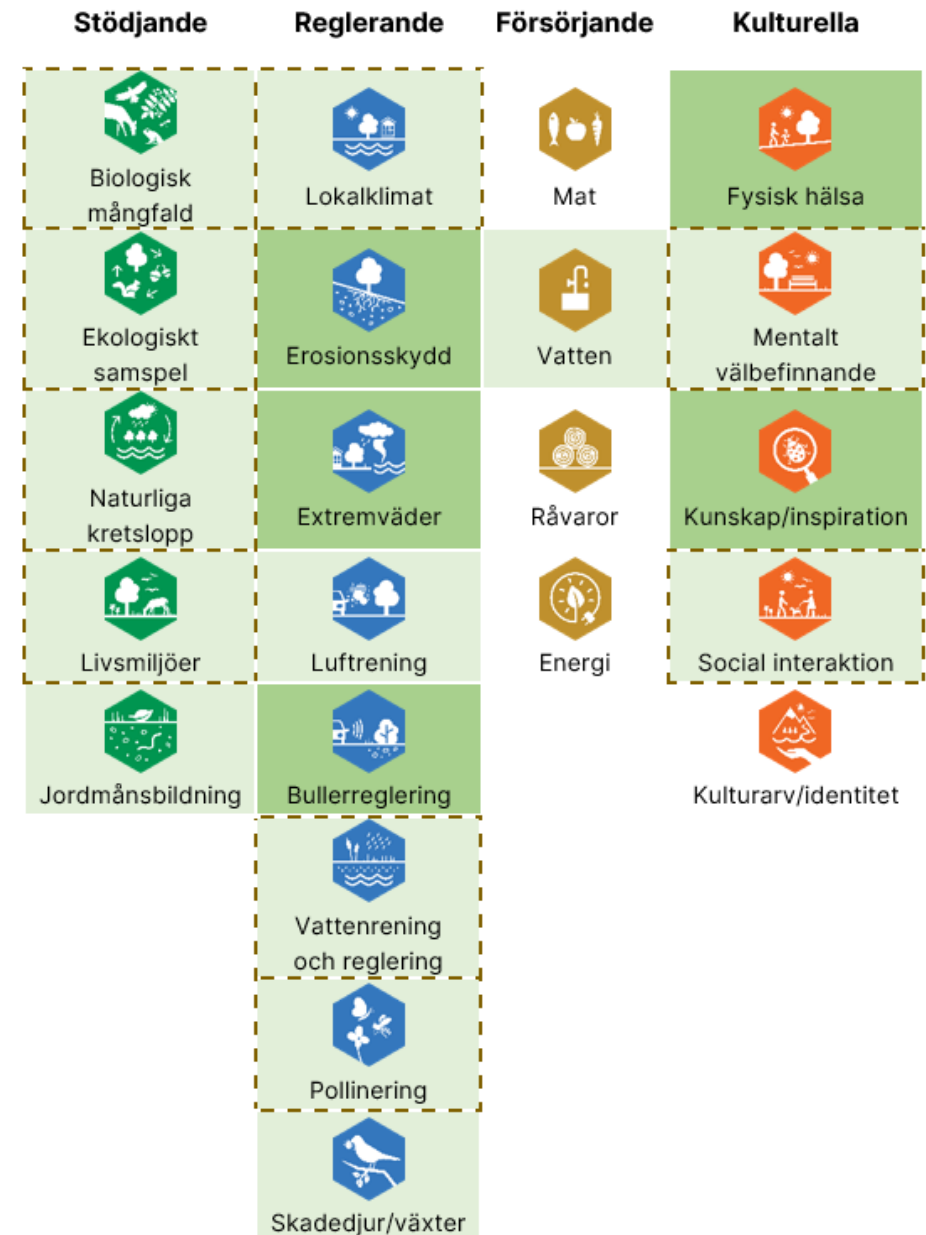 Stödjande
Reglerande
Försörjande
Kulturella
Biologisk
mångfald
Lokalklimat
Mat
Fysisk hälsa
Ekologiskt
samspel
Erosionsskydd
Vatten
Mentalt
välbefinnande
Naturliga
kretslopp
Extremväder
Råvaror
Kunskap/inspiration
Livsmiljöer
Luftrening
Energi
Social interaktion
Jordmånsbildning
Bullerreglering
Kulturarv/identitet
Vattenrening
och reglering
Pollinering
Skadedjur/växter